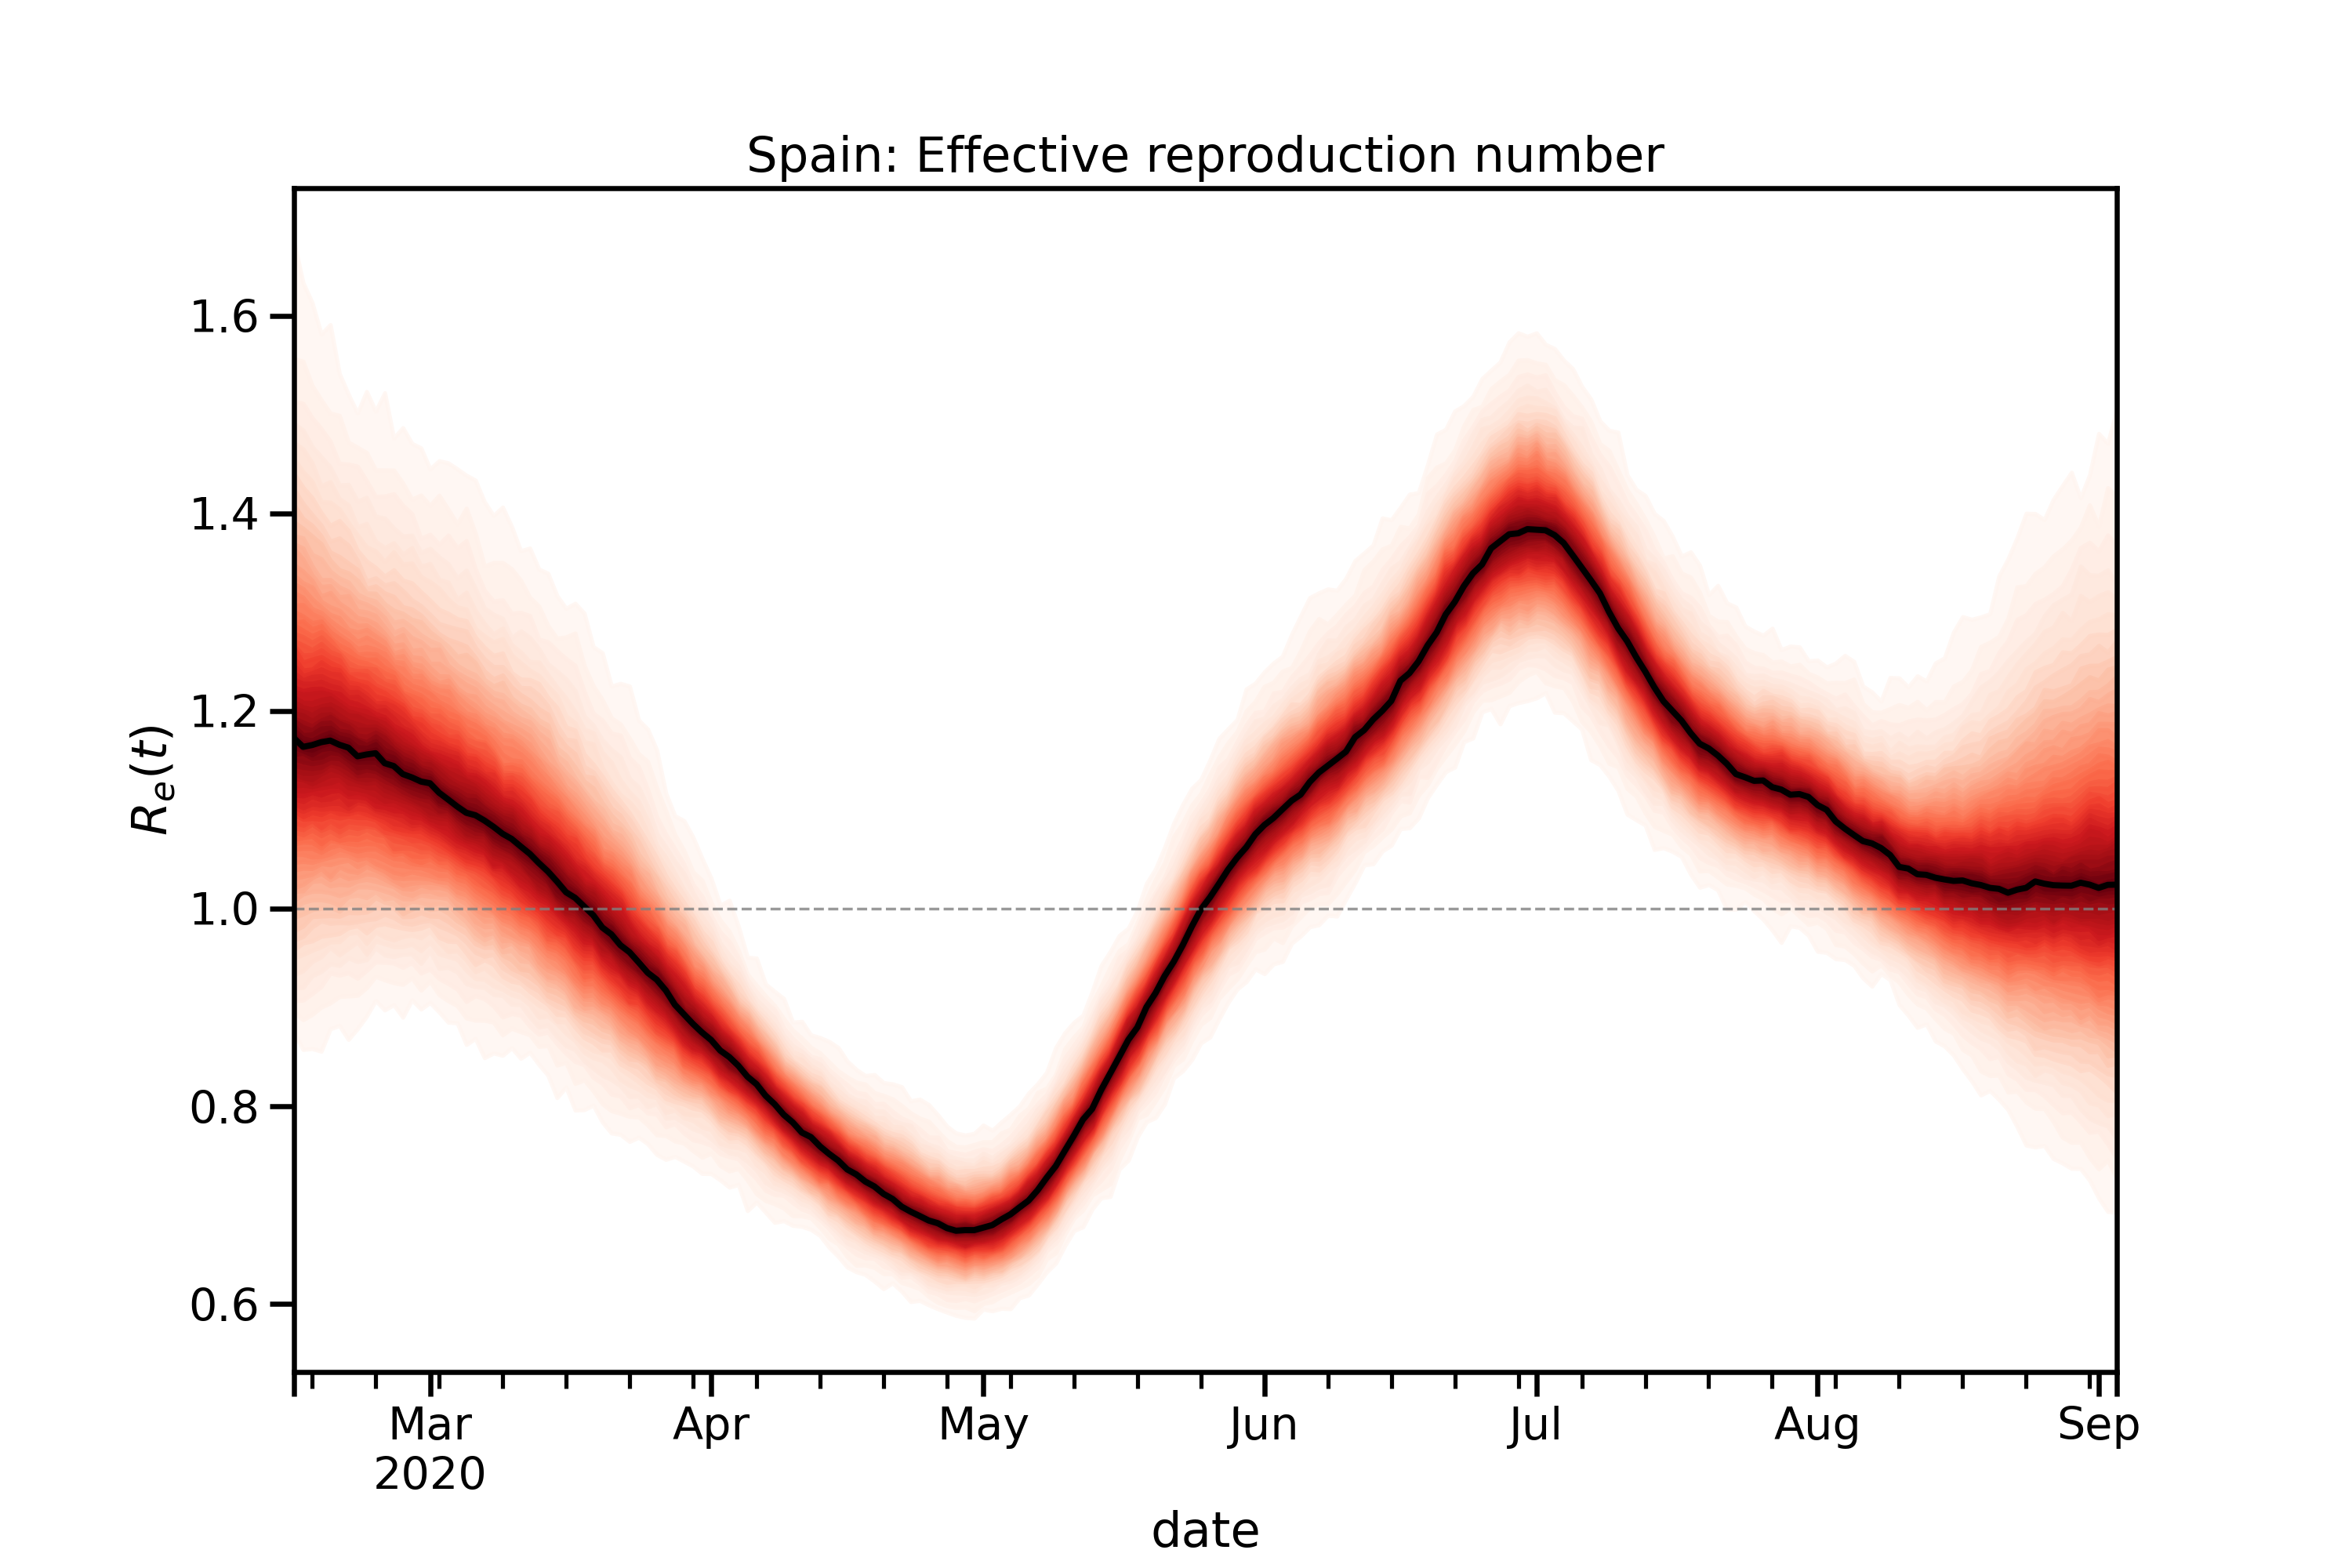 Spain: Effective reproduction number
1.6
1.4
1.2
1.0
0.8
0.6
R_e(t)
Mar Apr May Jun Jul Aug Sep
2020
date